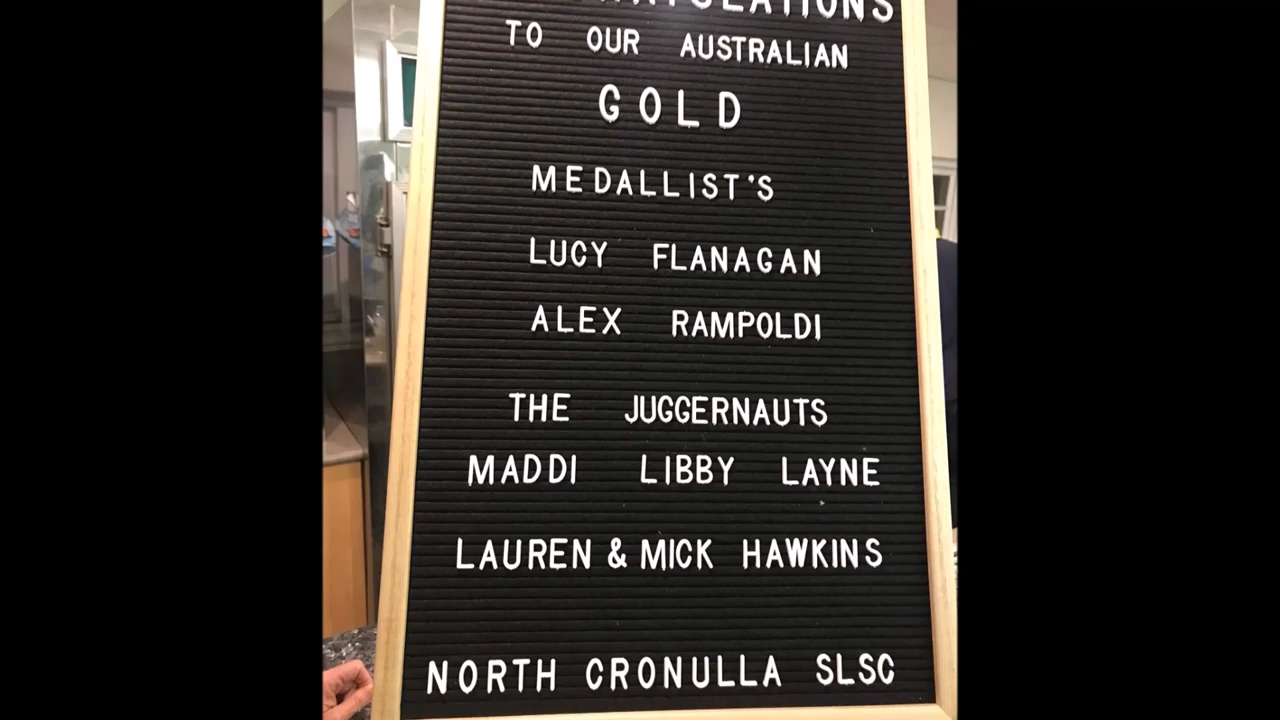 TO OUR AUSTRALIAN
GOLD
MEDALLIST'S
LUCY FLANAGAN
ALEX RAMPOLDI
THE JUGGERNAUTS
MADDI LIBBY LAYNE
LAUREN & MICK HAWKINS
NORTH CRONULLA SLSC